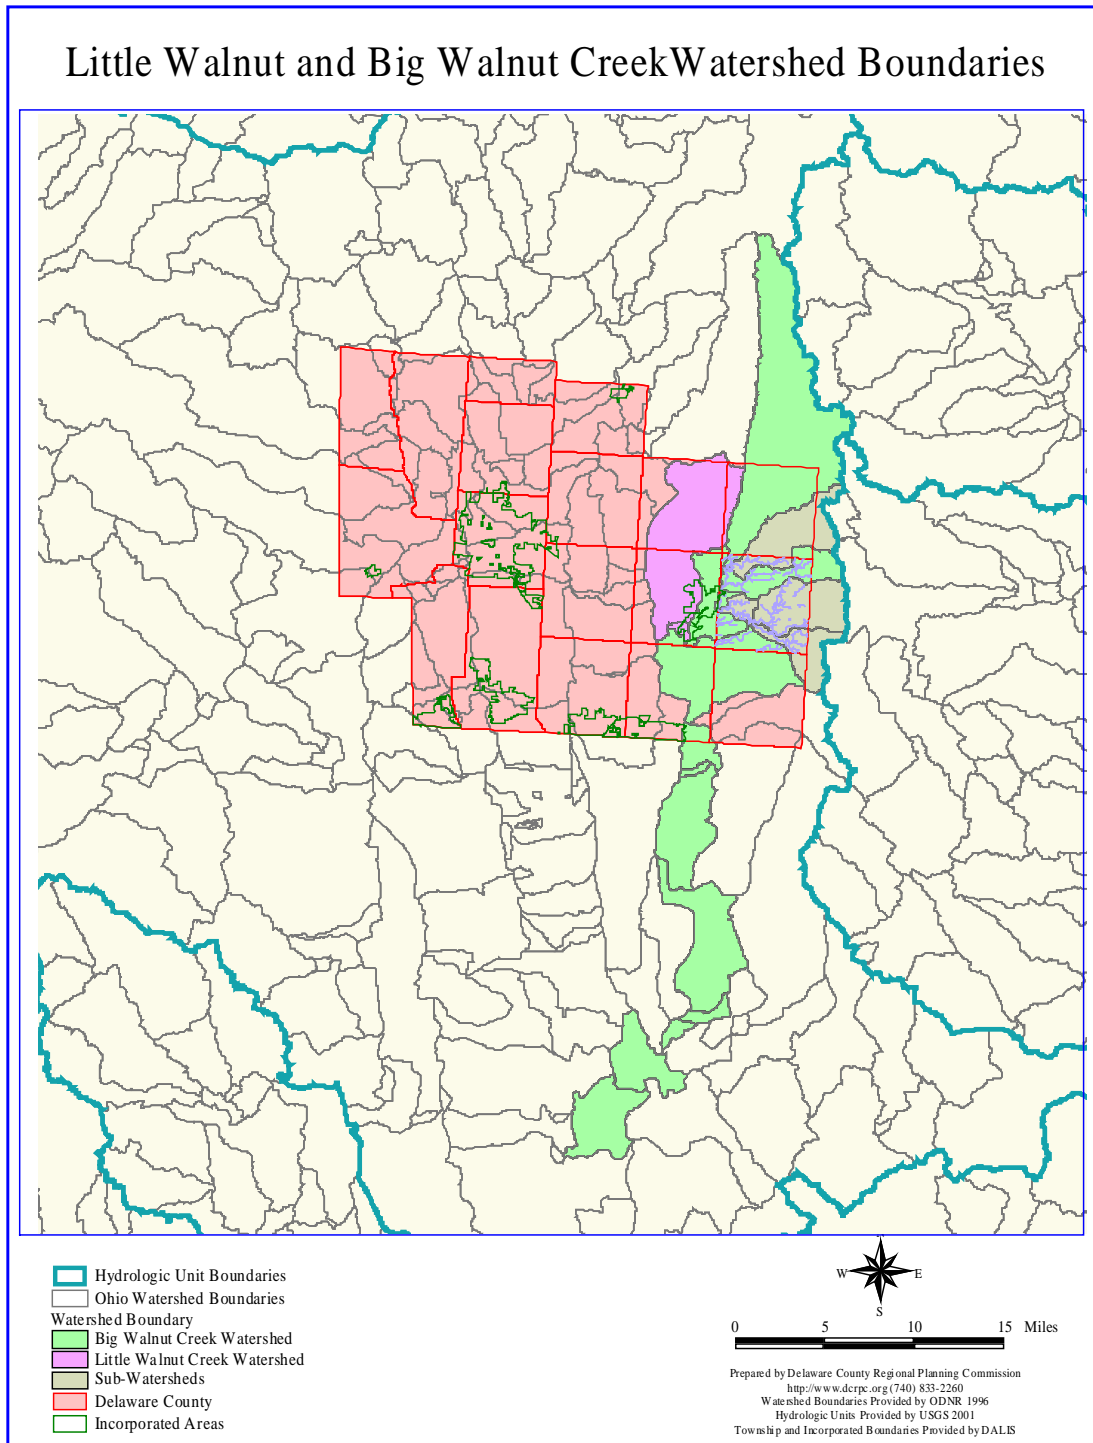 Little Walnut and Big Walnut CreekWatershed Boundaries
Hydrologic Unit Boundaries
Ohio Watershed Boundaries
Watershed Boundary
Big Walnut Creek Watershed
Little Walnut Creek Watershed
Sub-Watersheds
Delaware County
Incorporated Areas
N
W E
S
0 5 10 15 Miles
Prepared by Delaware County Regional Planning Commission
http://www.dcrpc.org (740) 833-2260
Watershed Boundaries Provided by ODNR 1996
Hydrologic Units Provided by USGS 2001
Township and Incorporated Boundaries Provided by DALIS